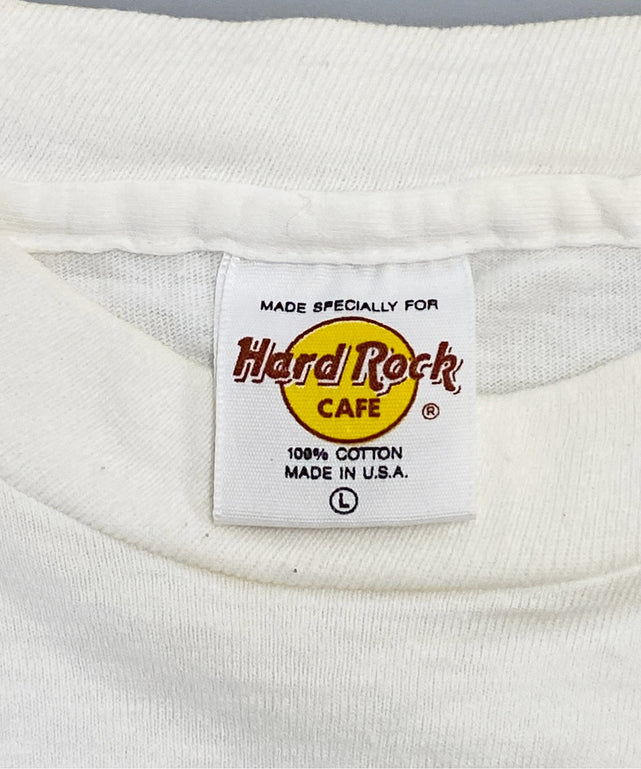 MADE SPECIALLY FOR
Hard Rock
CAFE ®
100% COTTON
MADE IN U.S.A.
L